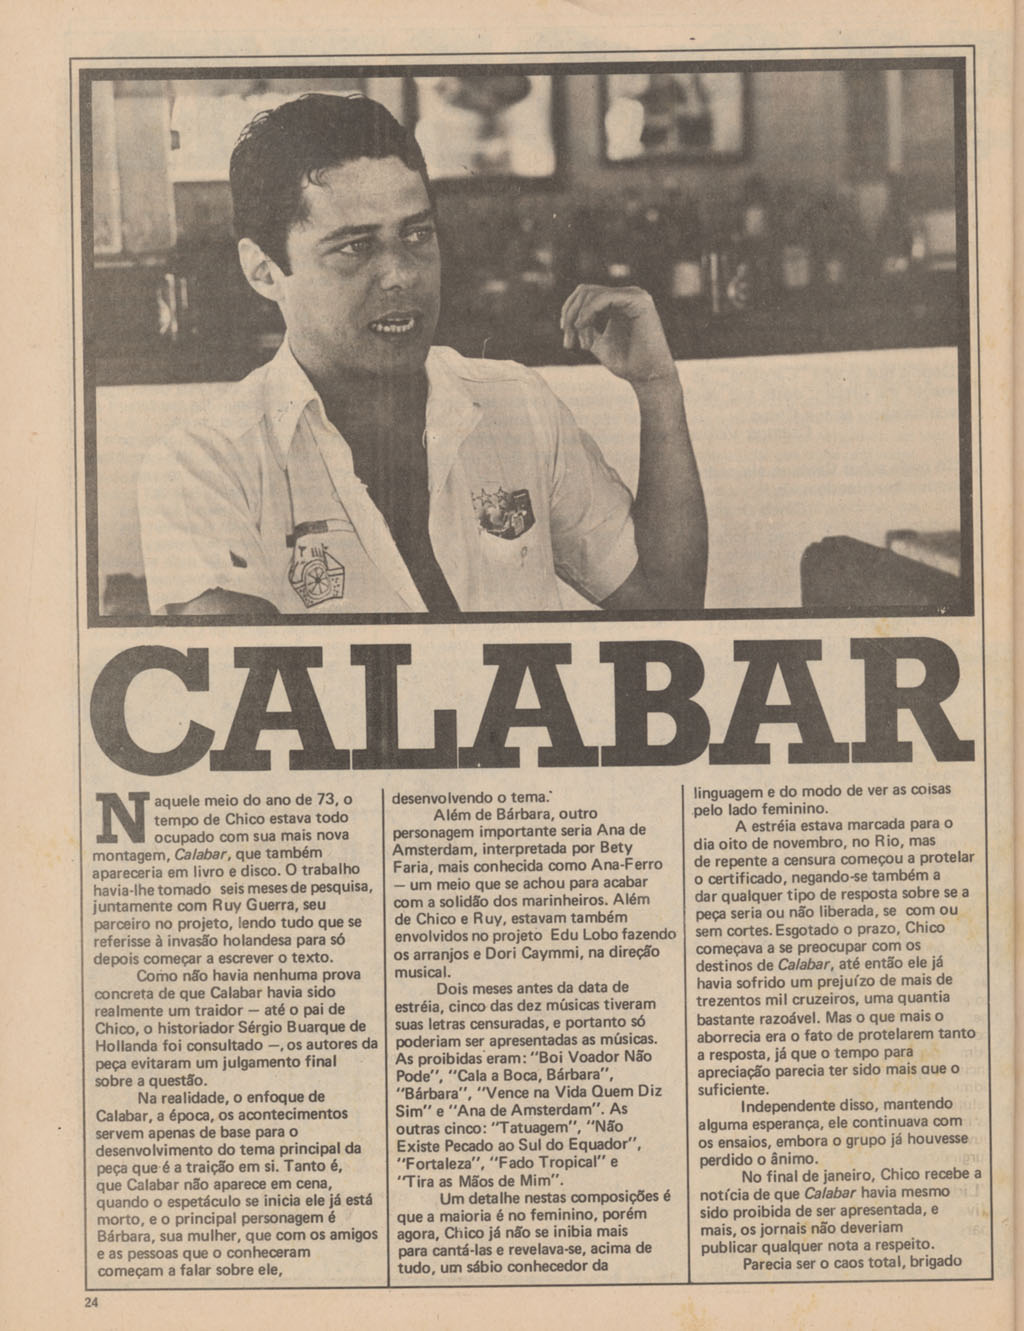 CALABAR
Naquele meio do ano de 73, o
tempo de Chico estava todo
ocupado com sua mais nova
montagem, Calabar, que também
apareceria em livro e disco. O trabalho
havia-lhe tomado seis meses de pesquisa,
juntamente com Ruy Guerra, seu
parceiro no projeto, lendo tudo que se
referisse à invasão holandesa para só
depois começar a escrever o texto.
Como não havia nenhuma prova
concreta de que Calabar havia sido
realmente um traidor — até o pai de
Chico, o historiador Sérgio Buarque de
Hollanda foi consultado —, os autores da
peça evitaram um julgamento final
sobre a questão.
Na realidade, o enfoque de
Calabar, a época, os acontecimentos
servem apenas de base para o
desenvolvimento do tema principal da
peça que é a traição em si. Tanto é,
que Calabar não aparece em cena,
quando o espetáculo se inicia ele já está
morto, e o principal personagem é
Bárbara, sua mulher, que com os amigos
e as pessoas que o conheceram
começam a falar sobre ele,
desenvolvendo o tema.
Além de Bárbara, outro
personagem importante seria Ana de
Amsterdam, interpretada por Bety
Faria, mais conhecida como Ana-Ferro
— um meio que se achou para acabar
com a solidão dos marinheiros. Além
de Chico e Ruy, estavam também
envolvidos no projeto Edu Lobo fazendo
os arranjos e Dori Caymmi, na direção
musical.
Dois meses antes da data de
estréia, cinco das dez músicas tiveram
suas letras censuradas, e portanto só
poderiam ser apresentadas as músicas.
As proibidas eram: "Boi Voador Não
Pode", "Cala a Boca, Bárbara",
"Bárbara", "Vence na Vida Quem Diz
Sim" e "Ana de Amsterdam". As
outras cinco: "Tatuagem", "Não
Existe Pecado ao Sul do Equador",
"Fortaleza", "Fado Tropical" e
"Tira as Mãos de Mim".
Um detalhe nestas composições é
que a maioria é no feminino, porém
agora, Chico já não se inibia mais
para cantá-las e revelava-se, acima de
tudo, um sábio conhecedor da
linguagem e do modo de ver as coisas
pelo lado feminino.
A estréia estava marcada para o
dia oito de novembro, no Rio, mas
de repente a censura começou a protelar
o certificado, negando-se também a
dar qualquer tipo de resposta sobre se a
peça seria ou não liberada, se com ou
sem cortes. Esgotado o prazo, Chico
começava a se preocupar com os
destinos de Calabar, até então ele já
havia sofrido um prejuízo de mais de
trezentos mil cruzeiros, uma quantia
bastante razoável. Mas o que mais o
aborrecia era o fato de protelarem tanto
a resposta, já que o tempo para
apreciação parecia ter sido mais que o
suficiente.
Independente disso, mantendo
alguma esperança, ele continuava com
os ensaios, embora o grupo já houvesse
perdido o ânimo.
No final de janeiro, Chico recebe a
notícia de que Calabar havia mesmo
sido proibida de ser apresentada, e
mais, os jornais não deveriam
publicar qualquer nota a respeito.
Parecia ser o caos total, brigado
24